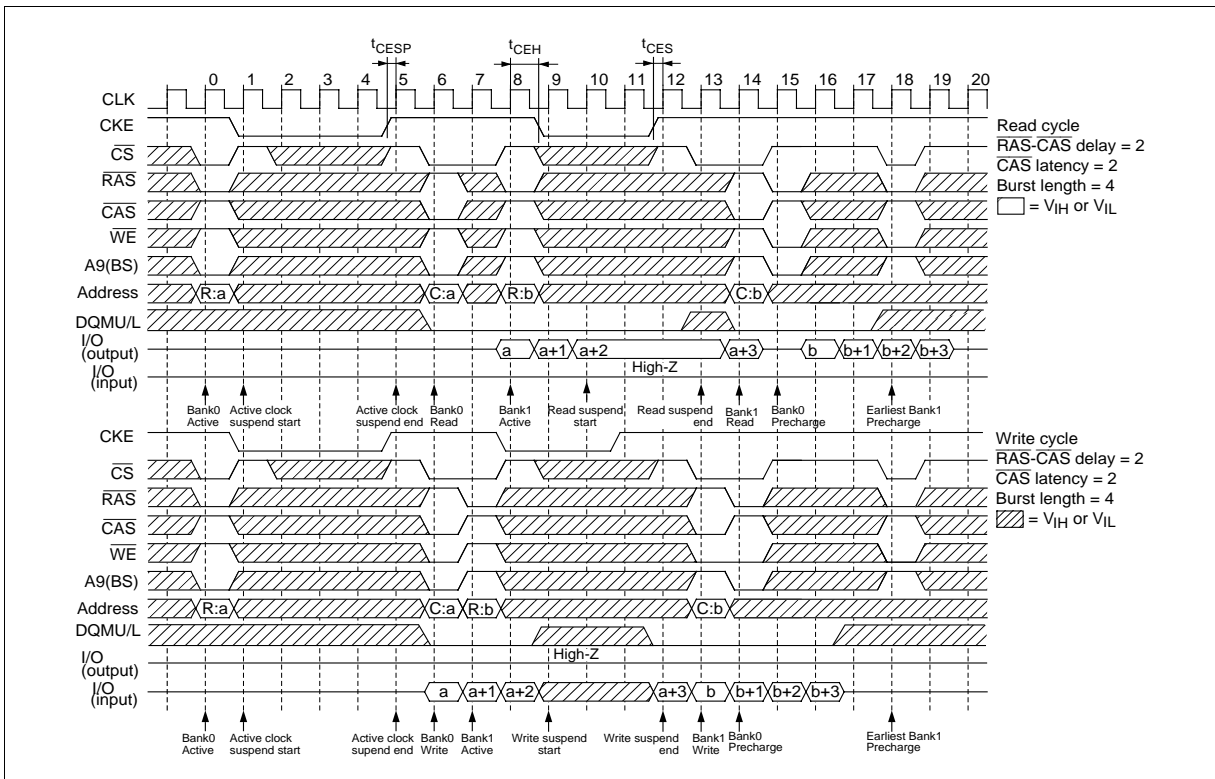 tCESP tCEH tCES
0 1 2 3 4 5 6 7 8 9 10 11 12 13 14 15 16 17 18 19 20
CLK
CKE
CS
RAS
CAS
WE
A9(BS)
Address R:a C:a R:b C:b
DQMU/L
I/O
(output) a a+1 a+2 a+3 b b+1 b+2 b+3
High-Z
I/O
(input)
Bank0
Active
Active clock
suspend start
Active clock
suspend end
Bank0
Read
Bank1
Active
Read suspend
start
Read suspend
end
Bank1
Read
Bank0
Precharge
Earliest Bank1
Precharge
Read cycle
RAS-CAS delay = 2
CAS latency = 2
Burst length = 4
= VIH or VIL
CKE
CS
RAS
CAS
WE
A9(BS)
Address R:a C:a R:b C:b
DQMU/L
High-Z
I/O
(output)
I/O
(input) a a+1 a+2 a+3 b b+1 b+2 b+3
Bank0
Active
Active clock
suspend start
Active clock
supend end
Bank0
Write
Bank1
Active
Write suspend
start
Write suspend
end
Bank1
Write
Bank0
Precharge
Earliest Bank1
Precharge
Write cycle
RAS-CAS delay = 2
CAS latency = 2
Burst length = 4
= VIH or VIL